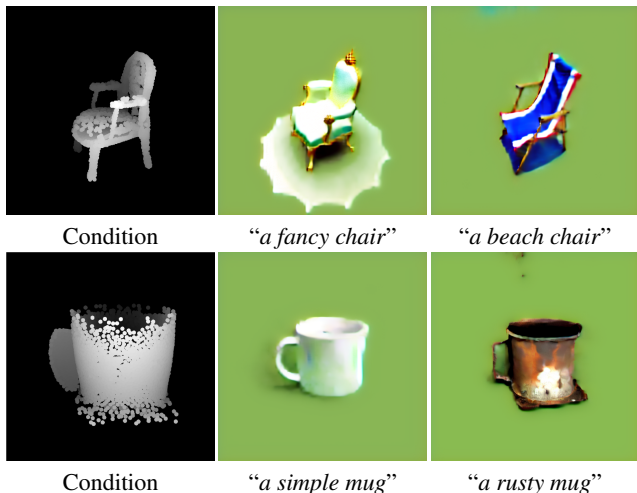 Condition “a fancy chair” “a beach chair”
Condition “a simple mug” “a rusty mug”